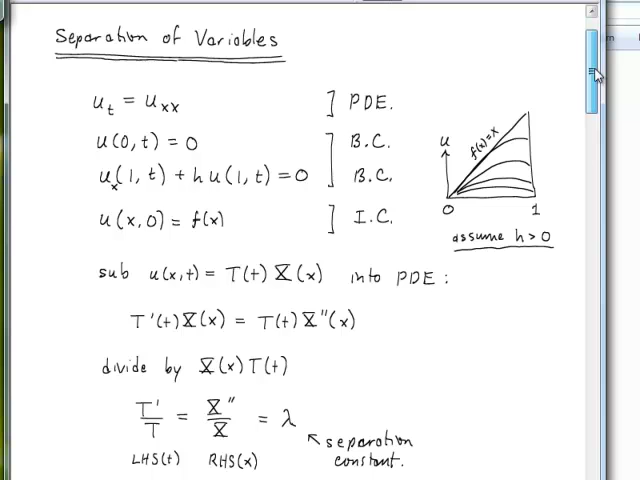 Separation of Variables
u_t = u_xx ] PDE.
u(0, t) = 0 ] B.C.
u_x(1, t) + h u(1, t) = 0 B.C.
u(x, 0) = f(x) ] I.C.
u
f(x)=x
0 1
assume h > 0
sub u(x,t) = T(t) X(x) into PDE :
T'(t)X(x) = T(t) X''(x)
divide by X(x)T(t)
T'/T = X''/X = λ
separation
constant.
LHS(t) RHS(x)